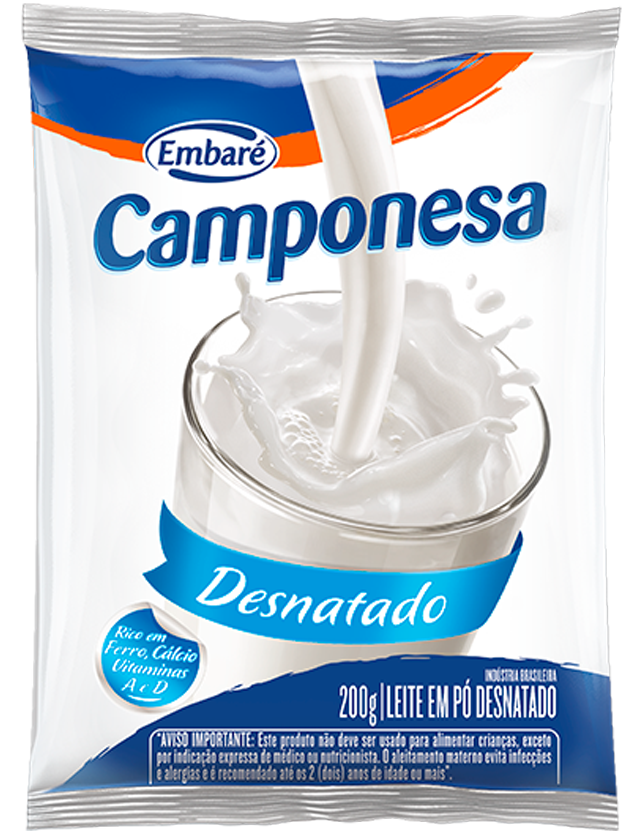 Embaré
Camponesa
Desnatado
Rico em
Ferro, Cálcio
Vitaminas
A e D
INDÚSTRIA BRASILEIRA
200g|LEITE EM PÓ DESNATADO
"AVISO IMPORTANTE: Este produto não deve ser usado para alimentar crianças, exceto
por indicação expressa de médico ou nutricionista. O aleitamento materno evita infecções
e alergias e é recomendado até os 2 (dois) anos de idade ou mais".